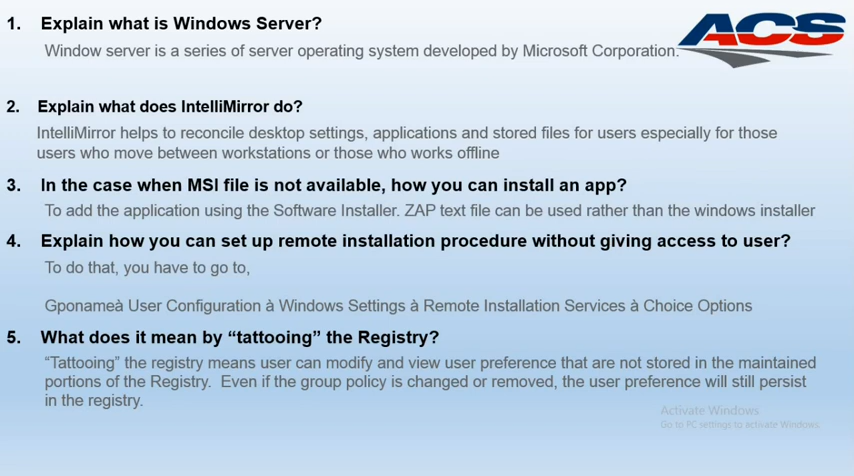 ACS
1. Explain what is Windows Server?
Window server is a series of server operating system developed by Microsoft Corporation.
2. Explain what does IntelliMirror do?
IntelliMirror helps to reconcile desktop settings, applications and stored files for users especially for those
users who move between workstations or those who works offline
3. In the case when MSI file is not available, how you can install an app?
To add the application using the Software Installer. ZAP text file can be used rather than the windows installer
4. Explain how you can set up remote installation procedure without giving access to user?
To do that, you have to go to,
Gponameà User Configuration à Windows Settings à Remote Installation Services à Choice Options
5. What does it mean by “tattooing” the Registry?
“Tattooing” the registry means user can modify and view user preference that are not stored in the maintained
portions of the Registry. Even if the group policy is changed or removed, the user preference will still persist
in the registry.
Activate Windows
Go to PC settings to activate Windows.